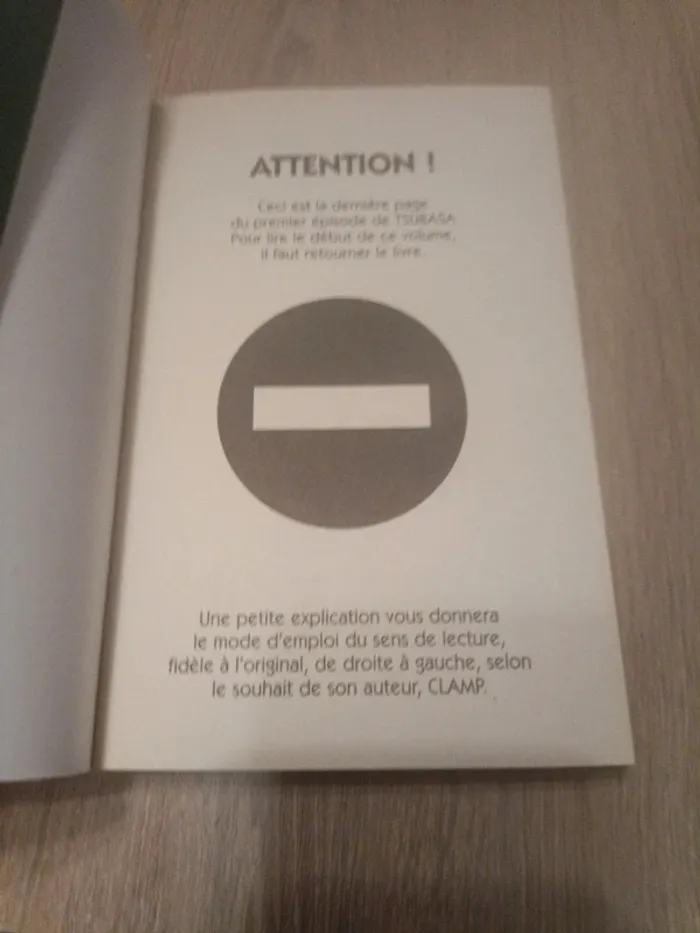 ATTENTION !
Ceci est la dernière page
du premier épisode de TSUBASA
Pour lire le début de ce volume,
il faut retourner le livre.
Une petite explication vous donnera
le mode d'emploi du sens de lecture,
fidèle à l'original, de droite à gauche, selon
le souhait de son auteur, CLAMP.